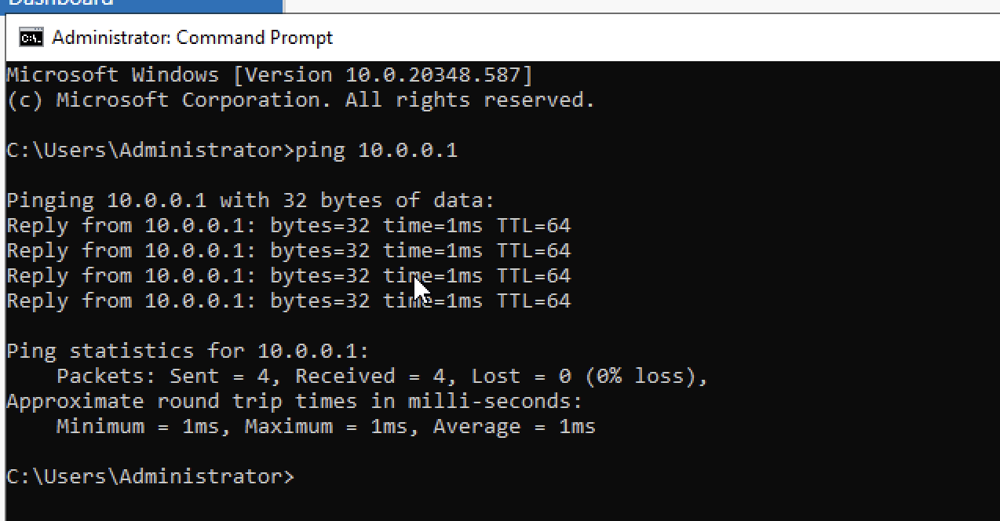 Dashboard
Administrator: Command Prompt
Microsoft Windows [Version 10.0.20348.587]
(c) Microsoft Corporation. All rights reserved.
C:\Users\Administrator>ping 10.0.0.1
Pinging 10.0.0.1 with 32 bytes of data:
Reply from 10.0.0.1: bytes=32 time=1ms TTL=64
Reply from 10.0.0.1: bytes=32 time=1ms TTL=64
Reply from 10.0.0.1: bytes=32 time=1ms TTL=64
Reply from 10.0.0.1: bytes=32 time=1ms TTL=64
Ping statistics for 10.0.0.1:
    Packets: Sent = 4, Received = 4, Lost = 0 (0% loss),
Approximate round trip times in milli-seconds:
    Minimum = 1ms, Maximum = 1ms, Average = 1ms
C:\Users\Administrator>